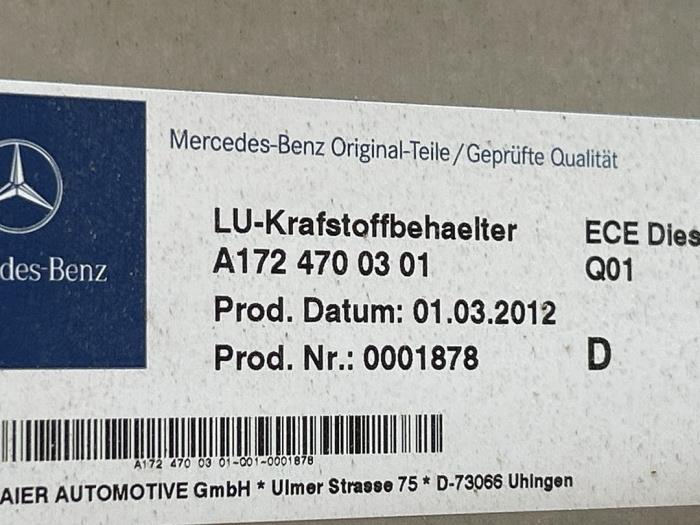 Mercedes-Benz Original-Teile/Geprüfte Qualität
des-Benz
LU-Krafstoffbehaelter
A172 470 03 01
Prod. Datum: 01.03.2012
Prod. Nr.: 0001878
ECE Dies
Q01
D
A172 470 03 01-001-0001878
AIER AUTOMOTIVE GmbH * Ulmer Strasse 75 * D-73066 Uhingen